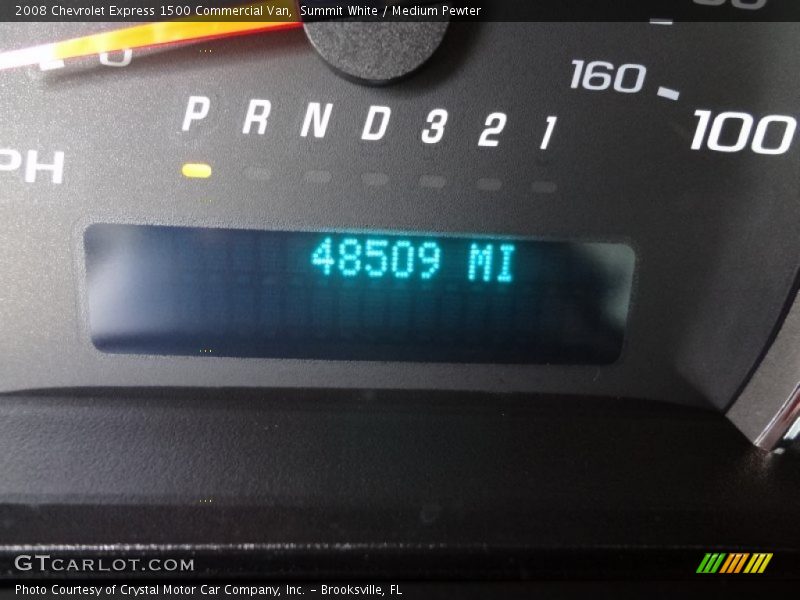 2008 Chevrolet Express 1500 Commercial Van,  Summit White / Medium Pewter
0
160
100
P R N D 3 2 1
PH
48509 MI
GTCARLOT.COM
Photo Courtesy of Crystal Motor Car Company, Inc. - Brooksville, FL